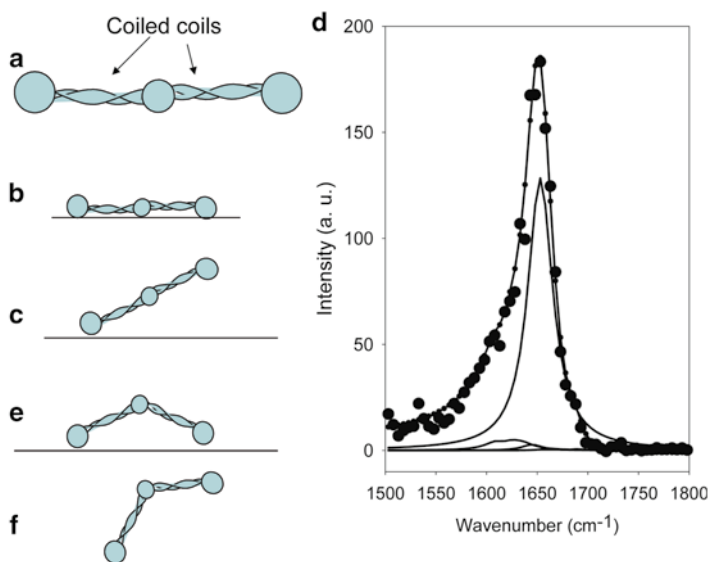 Coiled coils
a
b
c
e
f
d
200
150
100
50
0
Intensity (a. u.)
1500 1550 1600 1650 1700 1750 1800
Wavenumber (cm-1)